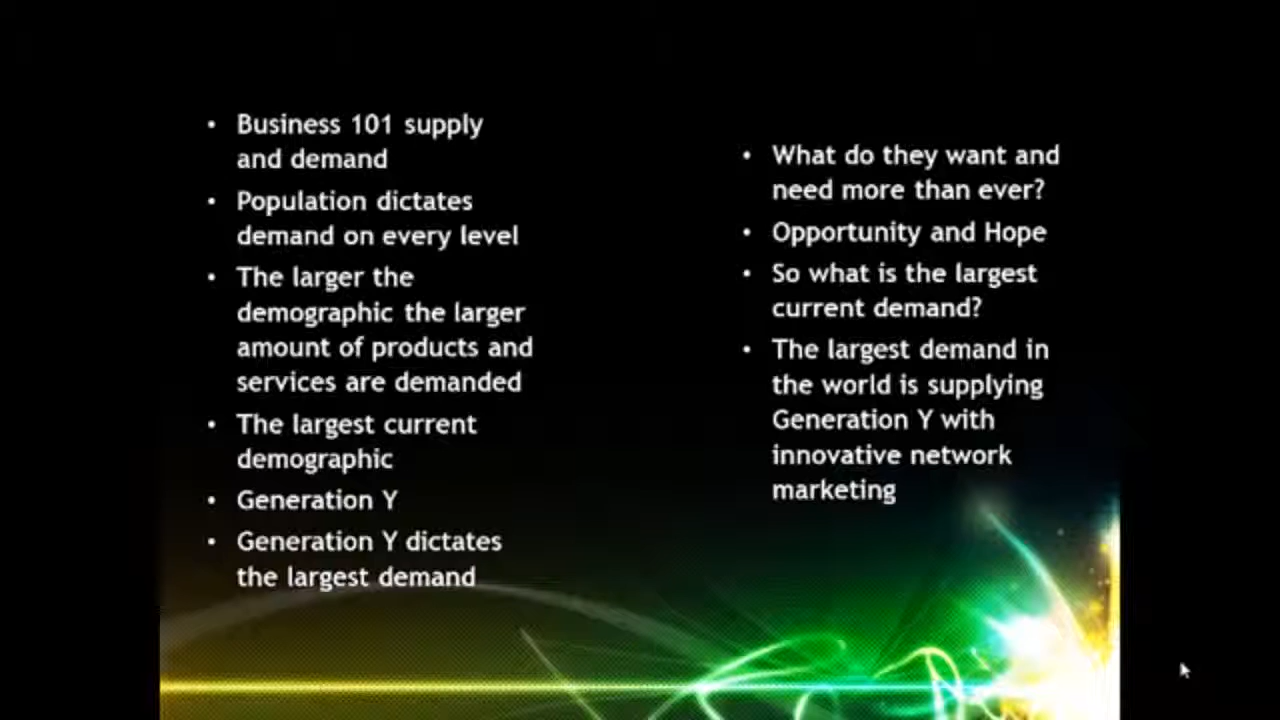 • Business 101 supply
and demand
• Population dictates
demand on every level
• The larger the
demographic the larger
amount of products and
services are demanded
• The largest current
demographic
• Generation Y
• Generation Y dictates
the largest demand
• What do they want and
need more than ever?
• Opportunity and Hope
• So what is the largest
current demand?
• The largest demand in
the world is supplying
Generation Y with
innovative network
marketing